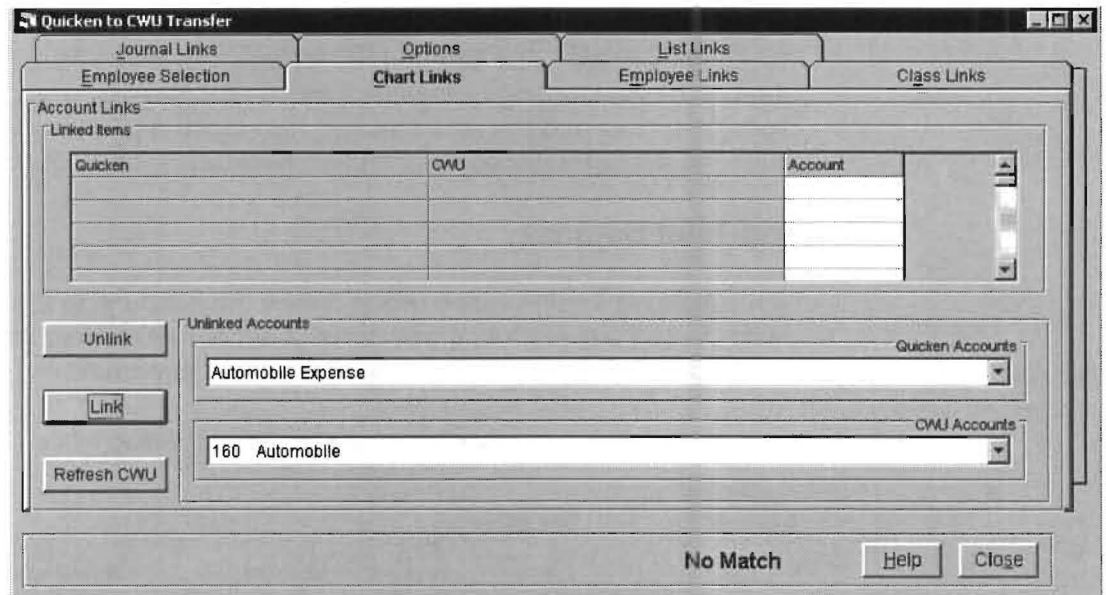 Quicken to CWU Transfer
Journal Links Options List Links
Employee Selection Chart Links Employee Links Class Links
Account Links
Linked Items
Quicken CWU Account
Unlink
Unlinked Accounts
Quicken Accounts
Automobile Expense
Link
CWU Accounts
160 Automobile
Refresh CWU
No Match Help Close